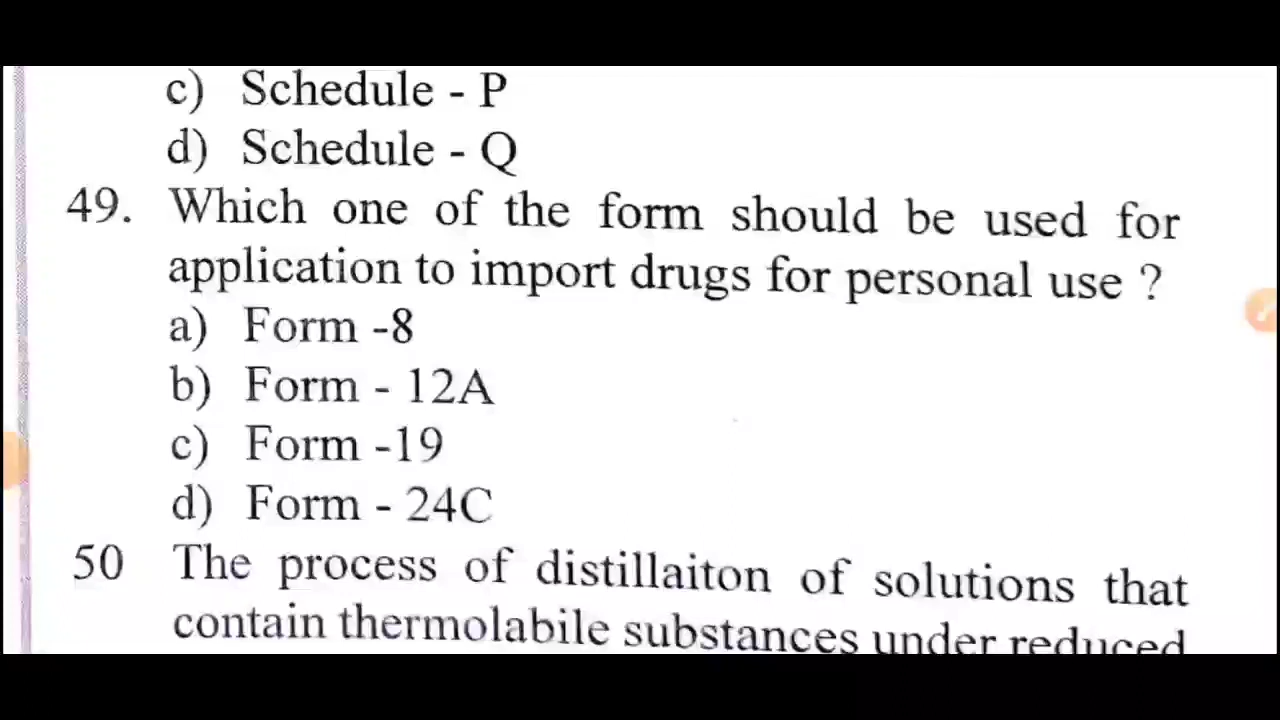 c) Schedule - P
d) Schedule - Q
49. Which one of the form should be used for
application to import drugs for personal use ?
a) Form -8
b) Form - 12A
c) Form -19
d) Form - 24C
50 The process of distillaiton of solutions that
contain thermolabile substances under reduced